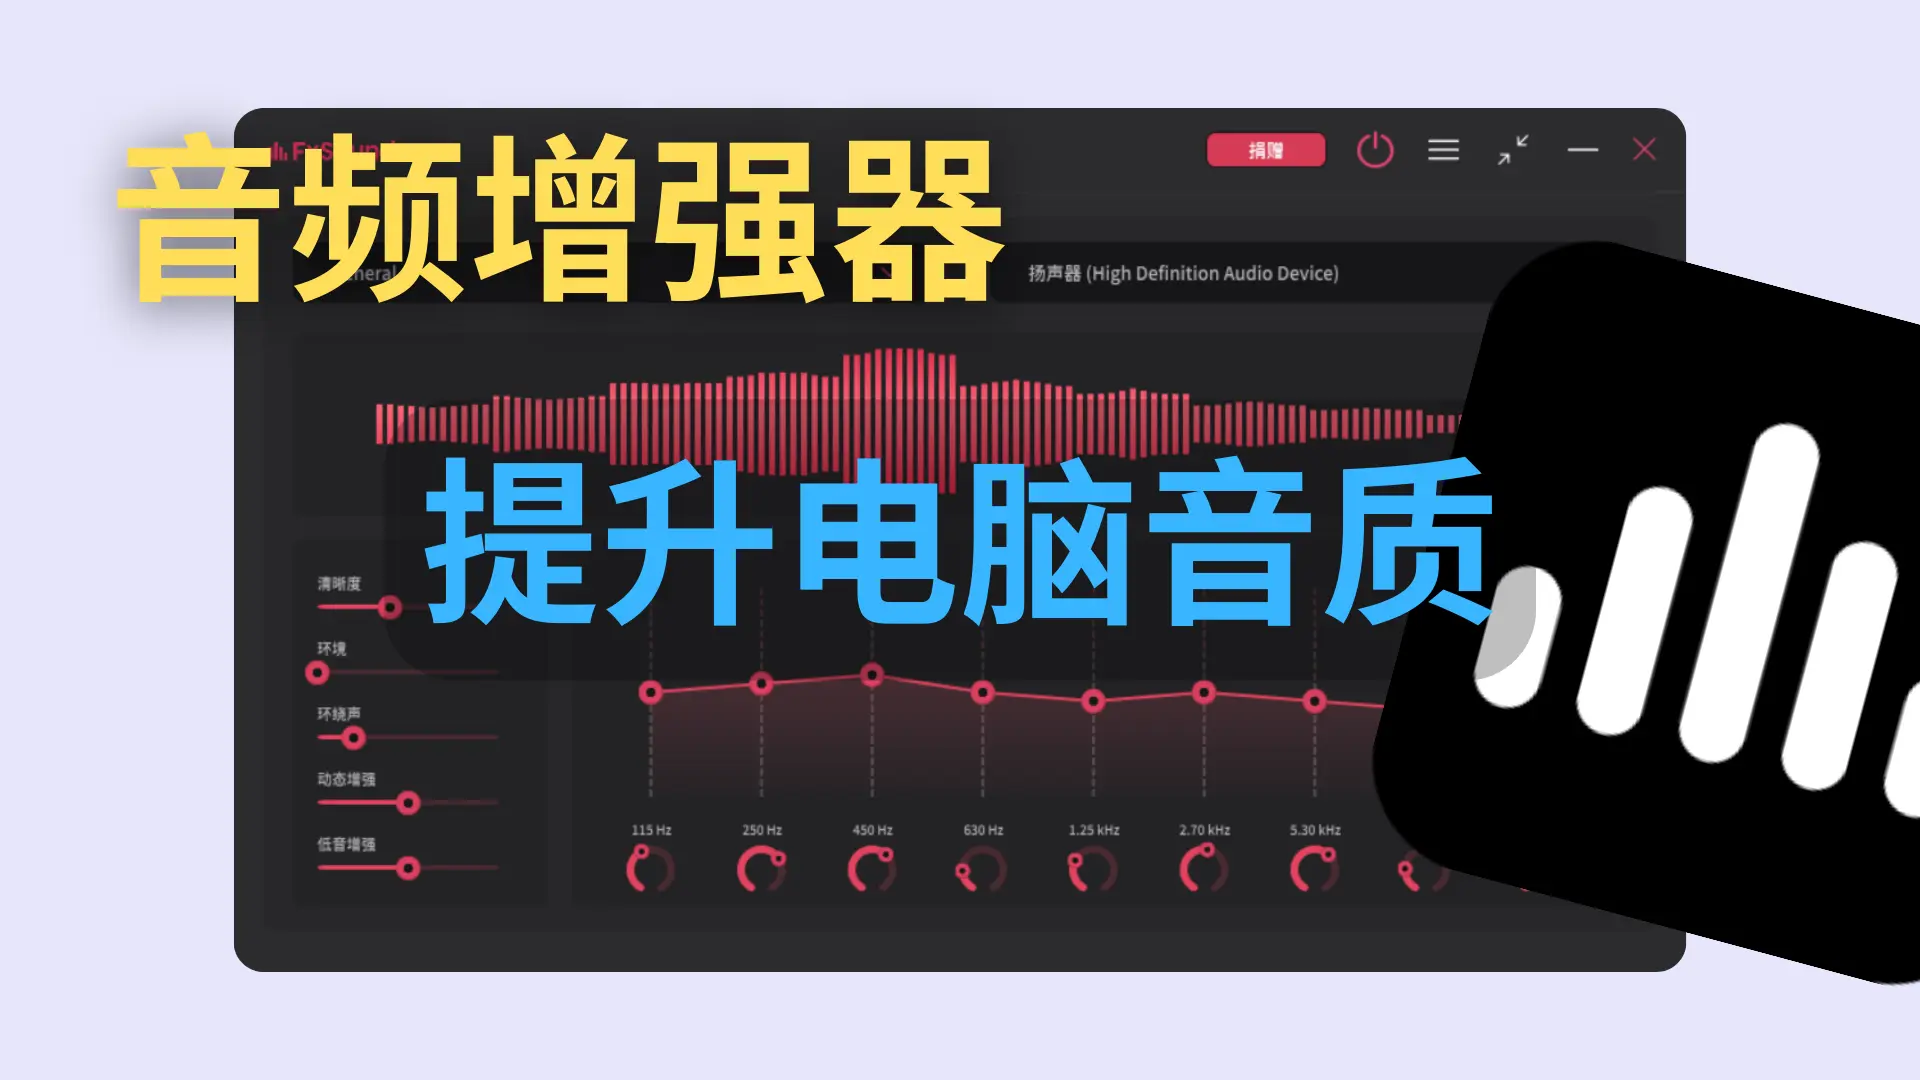 音频增强器
FxSound
捐赠
General
扬声器 (High Definition Audio Device)
提升电脑音质
清晰度
环境
环绕声
动态增强
低音增强
115 Hz
250 Hz
450 Hz
630 Hz
1.25 kHz
2.70 kHz
5.30 kHz